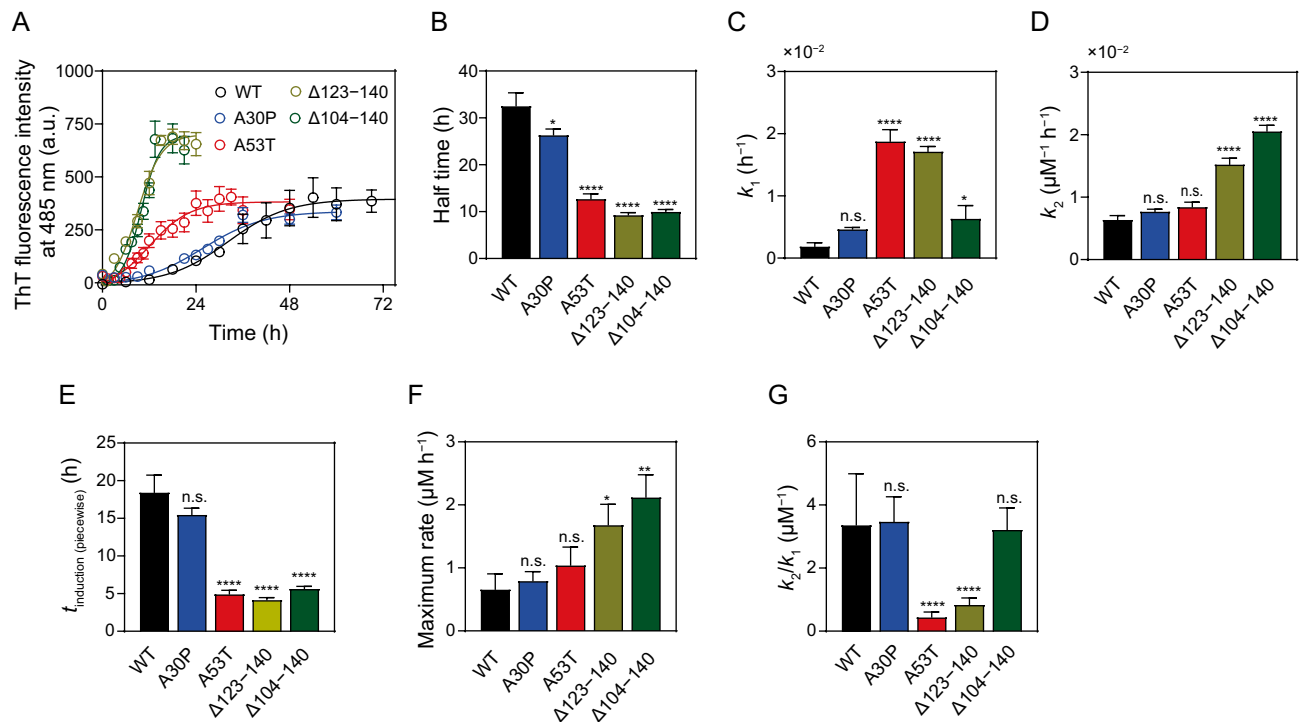 A
ThT fluorescence intensity
at 485 nm (a.u.)
1000
750
500
250
0
0
24
48
72
Time (h)
WT
A30P
A53T
Δ123−140
Δ104−140
B
Half time (h)
40
30
20
10
0
*
****
****
****
WT
A30P
A53T
Δ123−140
Δ104−140
C
×10⁻²
k₁ (h⁻¹)
3
2
1
0
n.s.
****
****
*
WT
A30P
A53T
Δ123−140
Δ104−140
D
×10⁻²
k₂ (µM⁻¹ h⁻¹)
3
2
1
0
n.s.
n.s.
****
****
WT
A30P
A53T
Δ123−140
Δ104−140
E
t induction (piecewise) (h)
25
20
15
10
5
0
n.s.
****
****
****
WT
A30P
A53T
Δ123−140
Δ104−140
F
Maximum rate (µM h⁻¹)
3
2
1
0
n.s.
n.s.
*
**
WT
A30P
A53T
Δ123−140
Δ104−140
G
k₂/k₁ (µM⁻¹)
6
4
2
0
n.s.
****
****
n.s.
WT
A30P
A53T
Δ123−140
Δ104−140